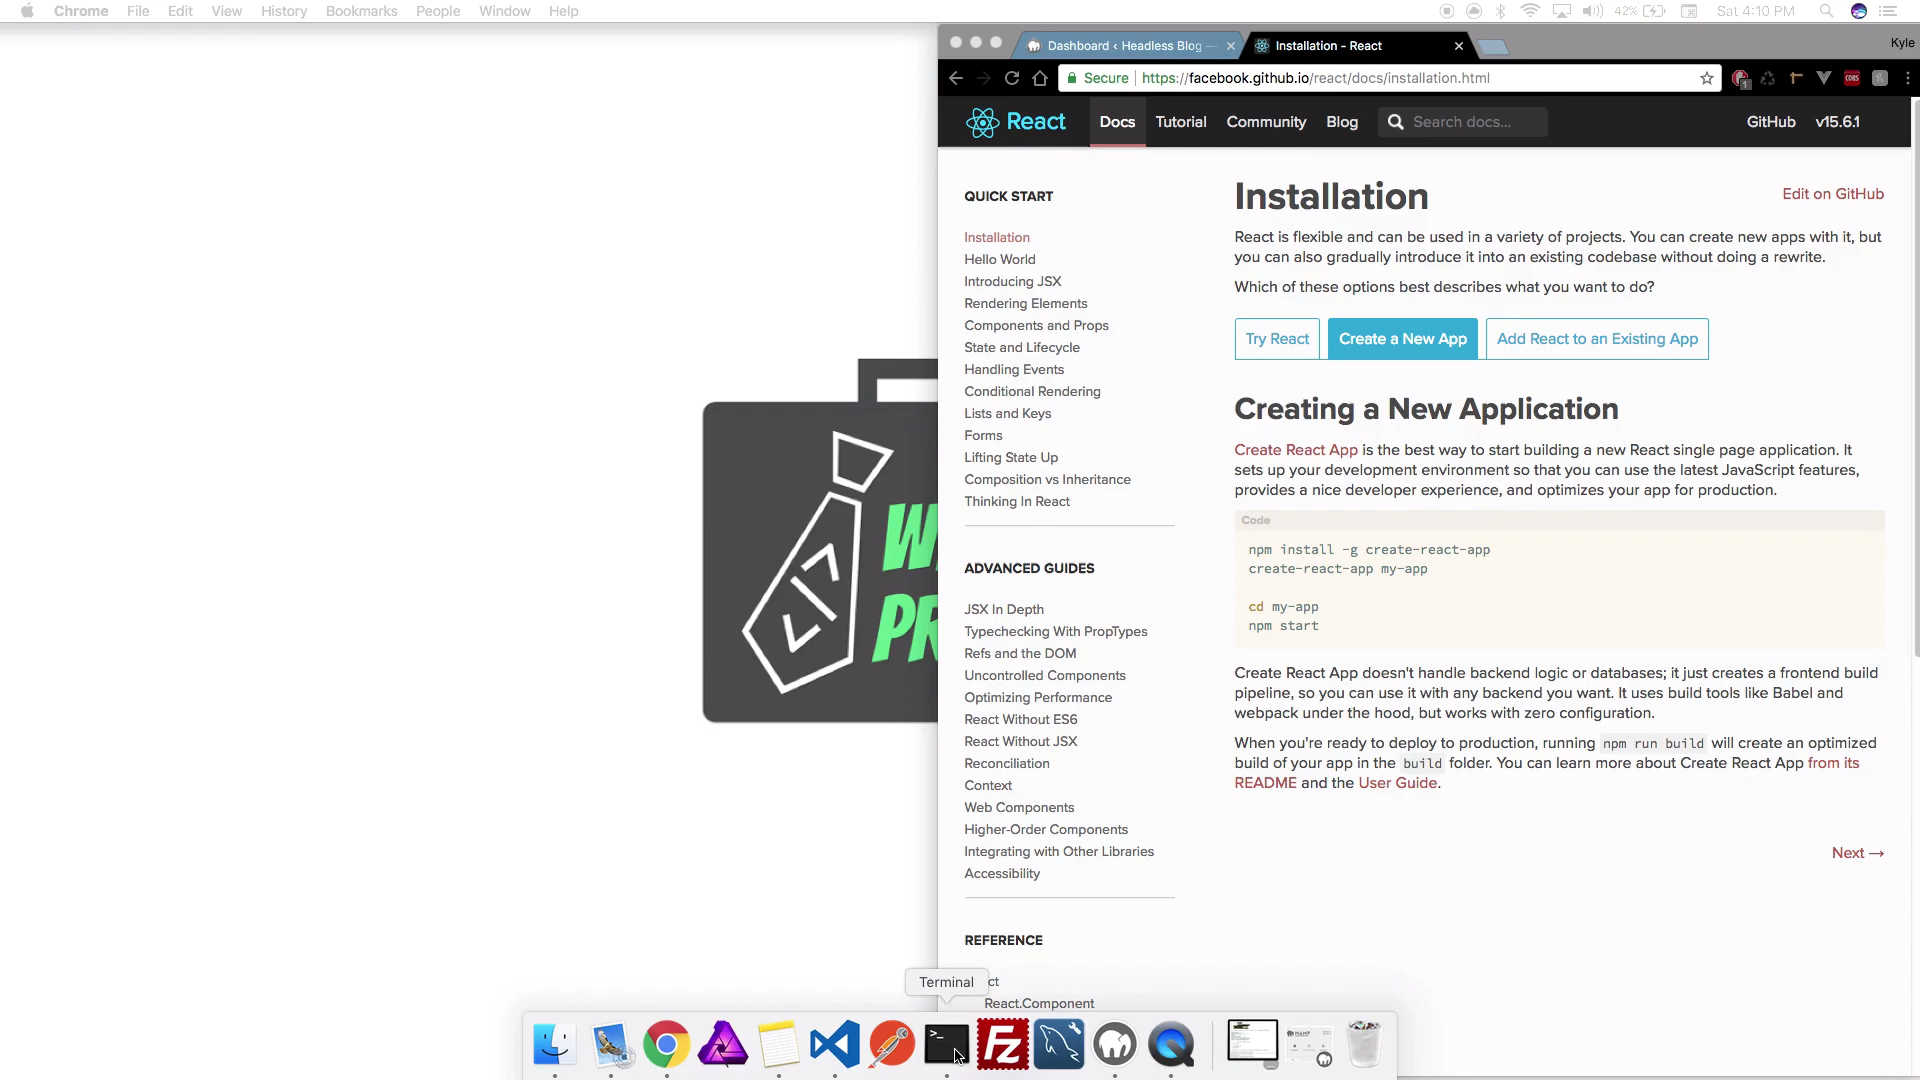 Chrome File Edit View History Bookmarks People Window Help
42% Sat 4:10 PM
Dashboard ‹ Headless Blog —
Installation - React
Kyle
Secure https://facebook.github.io/react/docs/installation.html
1
CORS
React Docs Tutorial Community Blog Search docs... GitHub v15.6.1
QUICK START
Installation
Hello World
Introducing JSX
Rendering Elements
Components and Props
State and Lifecycle
Handling Events
Conditional Rendering
Lists and Keys
Forms
Lifting State Up
Composition vs Inheritance
Thinking In React
ADVANCED GUIDES
JSX In Depth
Typechecking With PropTypes
Refs and the DOM
Uncontrolled Components
Optimizing Performance
React Without ES6
React Without JSX
Reconciliation
Context
Web Components
Higher-Order Components
Integrating with Other Libraries
Accessibility
REFERENCE
ct
React.Component
Installation
Edit on GitHub
React is flexible and can be used in a variety of projects. You can create new apps with it, but
you can also gradually introduce it into an existing codebase without doing a rewrite.
Which of these options best describes what you want to do?
Try React Create a New App Add React to an Existing App
Creating a New Application
Create React App is the best way to start building a new React single page application. It
sets up your development environment so that you can use the latest JavaScript features,
provides a nice developer experience, and optimizes your app for production.
Code
npm install -g create-react-app
create-react-app my-app
cd my-app
npm start
Create React App doesn't handle backend logic or databases; it just creates a frontend build
pipeline, so you can use it with any backend you want. It uses build tools like Babel and
webpack under the hood, but works with zero configuration.
When you're ready to deploy to production, running npm run build will create an optimized
build of your app in the build folder. You can learn more about Create React App from its
README and the User Guide.
Next →
W
PR
</>
Terminal
>_
Fz
MAMP